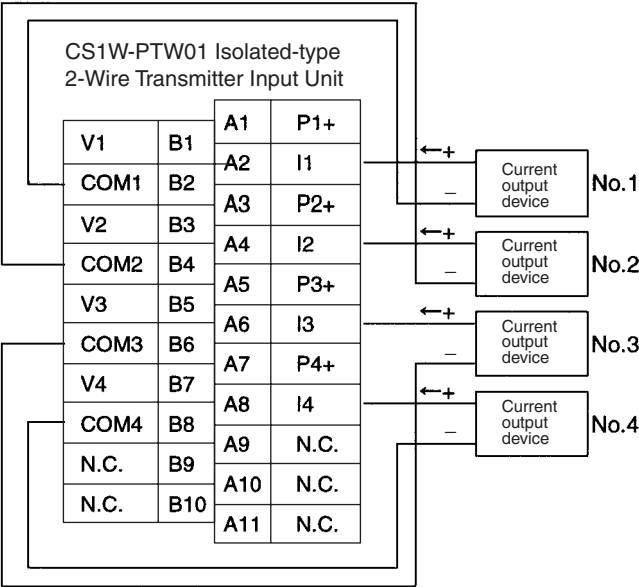 CS1W-PTW01 Isolated-type
2-Wire Transmitter Input Unit
V1 B1
COM1 B2
V2 B3
COM2 B4
V3 B5
COM3 B6
V4 B7
COM4 B8
N.C. B9
N.C. B10
A1 P1+
A2 I1
A3 P2+
A4 I2
A5 P3+
A6 I3
A7 P4+
A8 I4
A9 N.C.
A10 N.C.
A11 N.C.
←+
−
Current
output
device
No.1
←+
−
Current
output
device
No.2
←+
−
Current
output
device
No.3
←+
−
Current
output
device
No.4